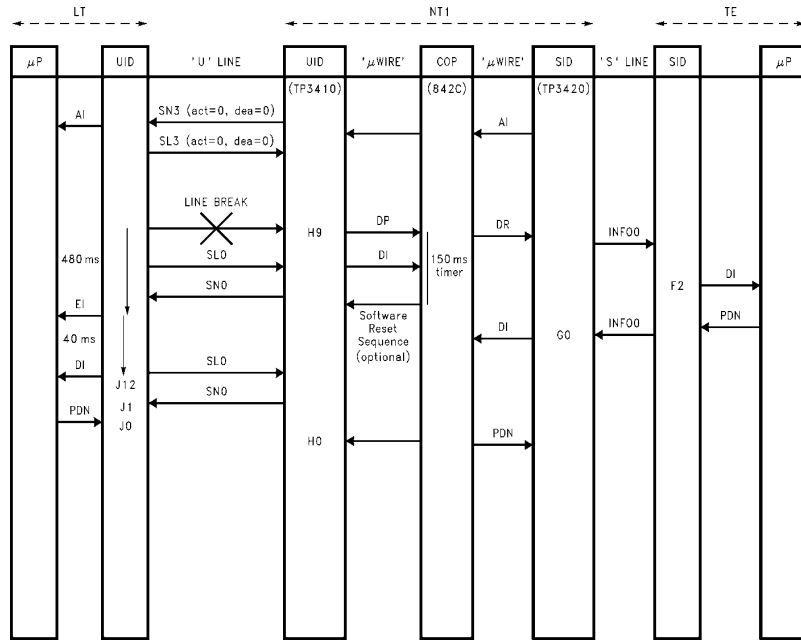 LT NT1 TE
μP UID 'U' LINE UID 'μWIRE' COP 'μWIRE' SID 'S' LINE SID μP
(TP3410) (842C) (TP3420)
SN3 (act=0, dea=0)
AI AI
SL3 (act=0, dea=0)
LINE BREAK
H9 DP DR INFO0
480 ms SL0 DI 150 ms
timer
F2 DI
SN0
EI Software
Reset
Sequence
(optional)
PDN
40 ms DI G0 INFO0
DI SL0
J12
SN0
J1
PDN J0
H0 PDN